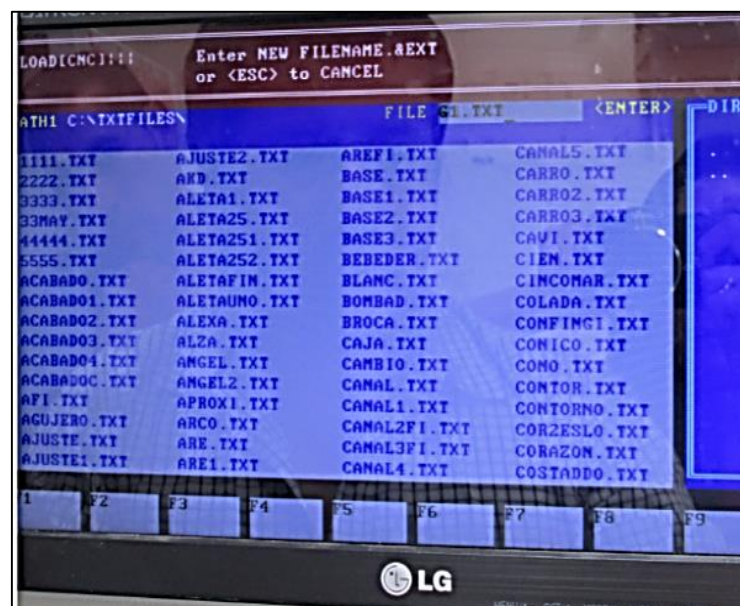 LOAD[CNC]:::
Enter NEW FILENAME.&EXT
or <ESC> to CANCEL
ATH1 C:\TXTFILES\ FILE G1.TXT_ <ENTER> DIR
1111.TXT AJUSTE2.TXT AREFI.TXT CANAL5.TXT .
2222.TXT AKD.TXT BASE.TXT CARRO.TXT ..
3333.TXT ALETA1.TXT BASE1.TXT CARRO2.TXT
33MAY.TXT ALETA25.TXT BASE2.TXT CARRO3.TXT
44444.TXT ALETA251.TXT BASE3.TXT CAVI.TXT
5555.TXT ALETA252.TXT BEBEDER.TXT CIEN.TXT
ACABADO.TXT ALETAFIN.TXT BLANC.TXT CINCOMAR.TXT
ACABADO1.TXT ALETAUNO.TXT BOMBAD.TXT COLADA.TXT
ACABADO2.TXT ALEXA.TXT BROCA.TXT CONFINGI.TXT
ACABADO3.TXT ALZA.TXT CAJA.TXT CONICO.TXT
ACABADO4.TXT ANGEL.TXT CAMBIO.TXT CONO.TXT
ACABADOC.TXT ANGEL2.TXT CANAL.TXT CONTOR.TXT
AFI.TXT APROXI.TXT CANAL1.TXT CONTORNO.TXT
AGUJERO.TXT ARCO.TXT CANAL2FI.TXT COR2ESLO.TXT
AJUSTE.TXT ARE.TXT CANAL3FI.TXT CORAZON.TXT
AJUSTE1.TXT ARE1.TXT CANAL4.TXT COSTADDO.TXT
1 F2 F3 F4 F5 F6 F7 F8 F9
LG